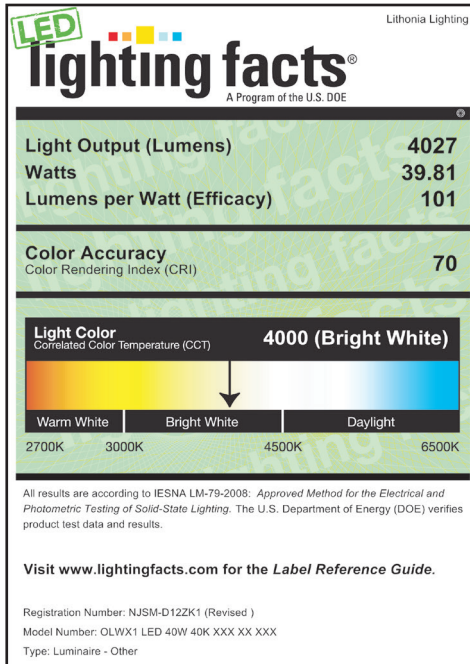 Lithonia Lighting
LED
lighting facts®
A Program of the U.S. DOE
Light Output (Lumens) 4027
Watts 39.81
Lumens per Watt (Efficacy) 101
Color Accuracy
Color Rendering Index (CRI) 70
Light Color
Correlated Color Temperature (CCT) 4000 (Bright White)
Warm White Bright White Daylight
2700K 3000K 4500K 6500K
All results are according to IESNA LM-79-2008: Approved Method for the Electrical and
Photometric Testing of Solid-State Lighting. The U.S. Department of Energy (DOE) verifies
product test data and results.
Visit www.lightingfacts.com for the Label Reference Guide.
Registration Number: NJSM-D12ZK1 (Revised )
Model Number: OLWX1 LED 40W 40K XXX XX XXX
Type: Luminaire - Other